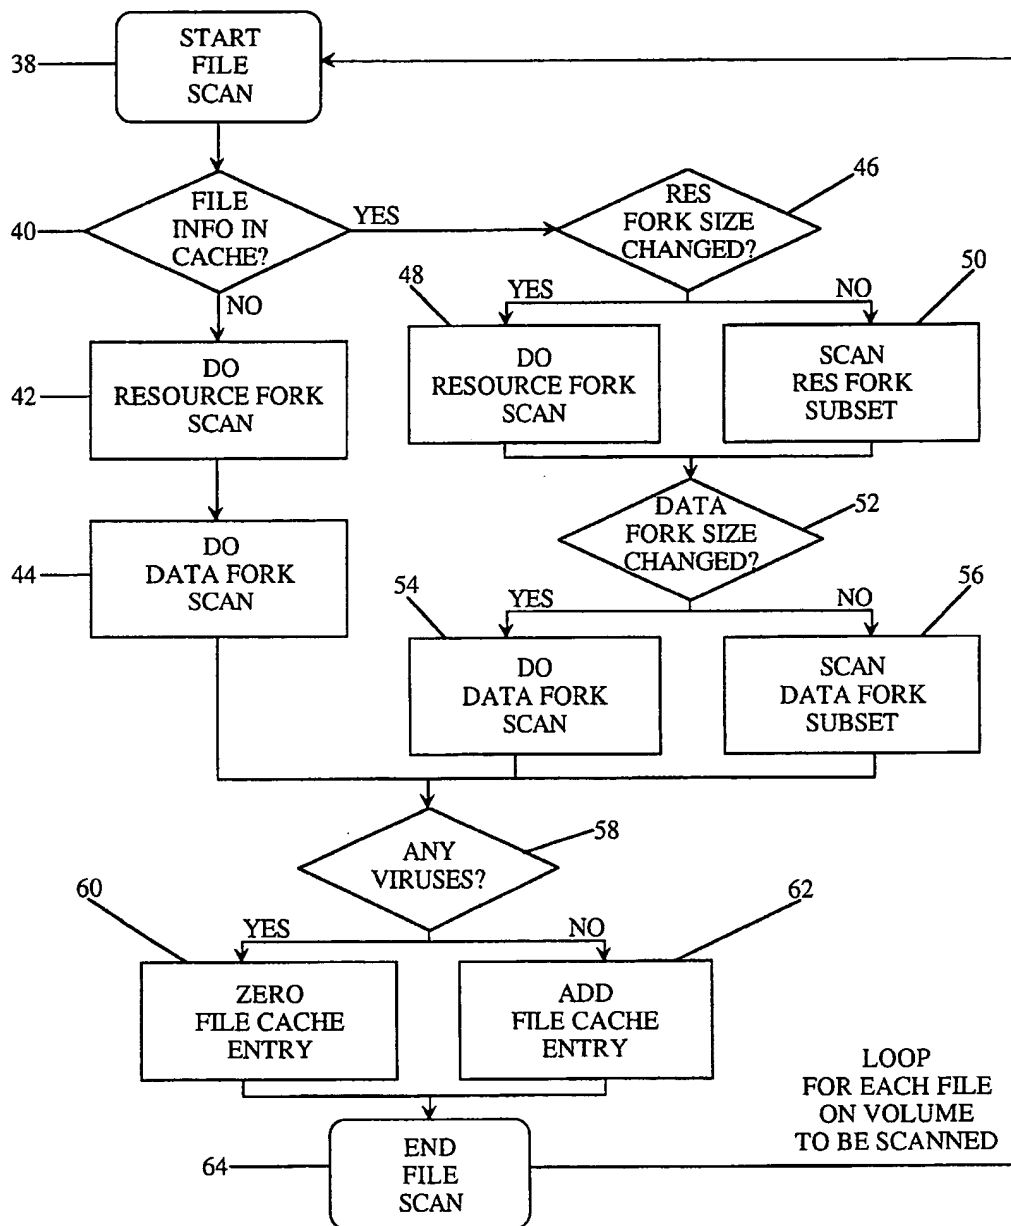 START
FILE
SCAN
38
FILE
INFO IN
CACHE?
40
YES
NO
RES
FORK SIZE
CHANGED?
46
48
YES
NO
50
DO
RESOURCE FORK
SCAN
42
DO
RESOURCE FORK
SCAN
SCAN
RES FORK
SUBSET
DATA
FORK SIZE
CHANGED?
52
DO
DATA FORK
SCAN
44
54
YES
NO
56
DO
DATA FORK
SCAN
SCAN
DATA FORK
SUBSET
ANY
VIRUSES?
58
60
YES
NO
62
ZERO
FILE CACHE
ENTRY
ADD
FILE CACHE
ENTRY
LOOP
FOR EACH FILE
ON VOLUME
TO BE SCANNED
END
FILE
SCAN
64